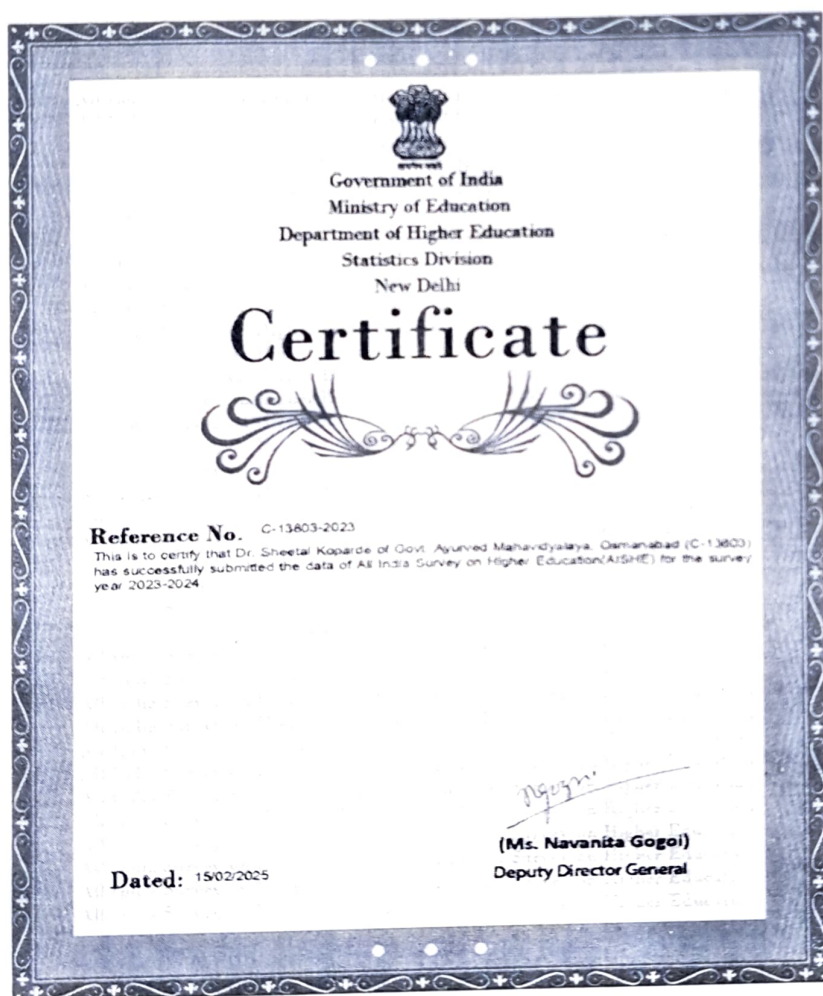 Government of India
Ministry of Education
Department of Higher Education
Statistics Division
New Delhi
Certificate
Reference No. C-13803-2023
This is to certify that Dr. Sheetal Koparde of Govt. Ayurved Mahavidyalaya, Osmanabad (C-13803)
has successfully submitted the data of All India Survey on Higher Education(AISHE) for the survey
year 2023-2024
(Ms. Navanita Gogoi)
Dated: 15/02/2025
Deputy Director General